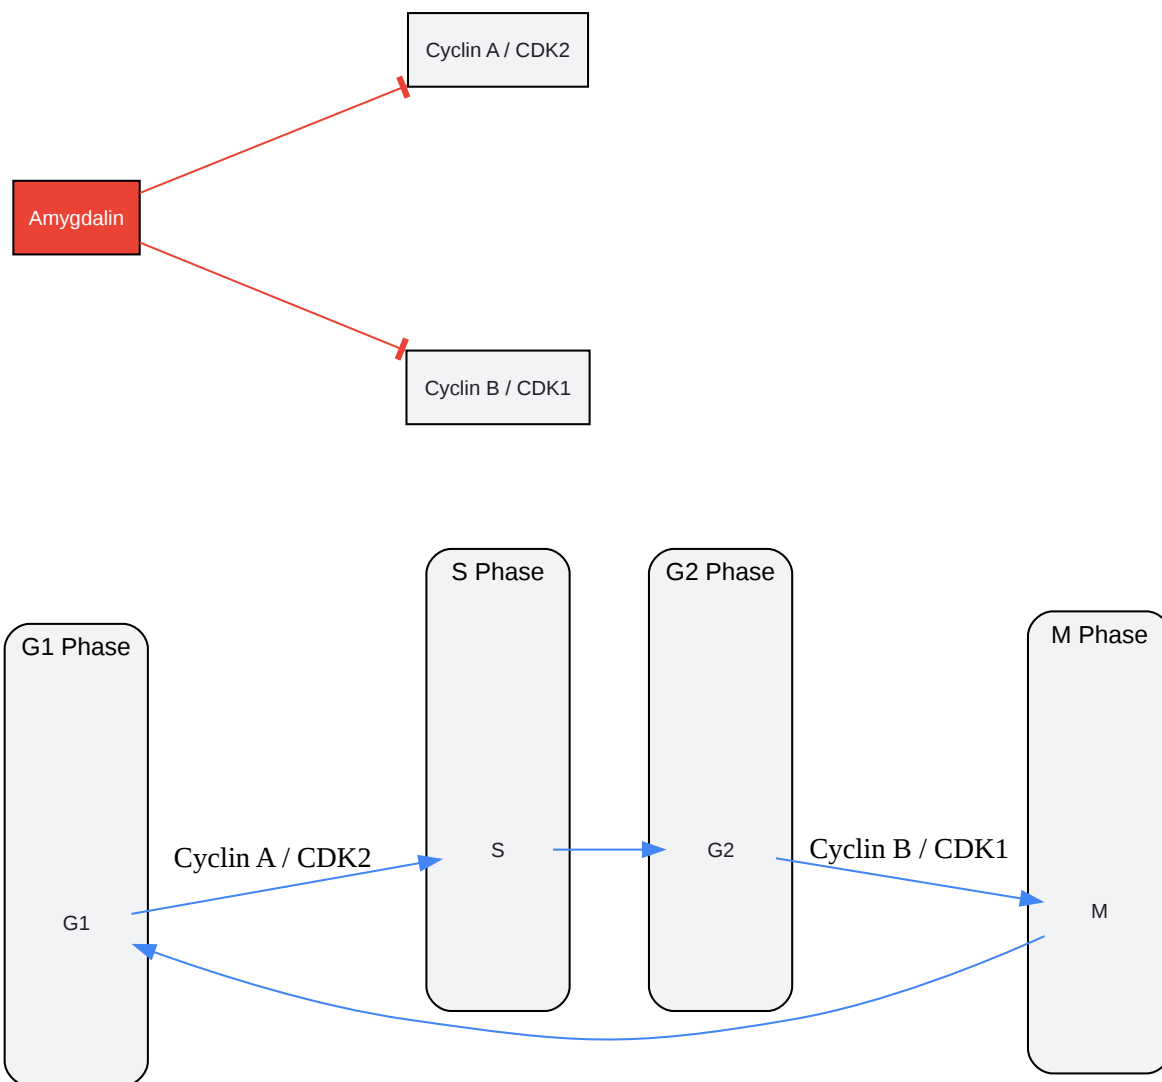 Cyclin A / CDK2
Amygdalin
Cyclin B / CDK1
S Phase
G2 Phase
G1 Phase
M Phase
Cyclin A / CDK2
S
G2
Cyclin B / CDK1
G1
M